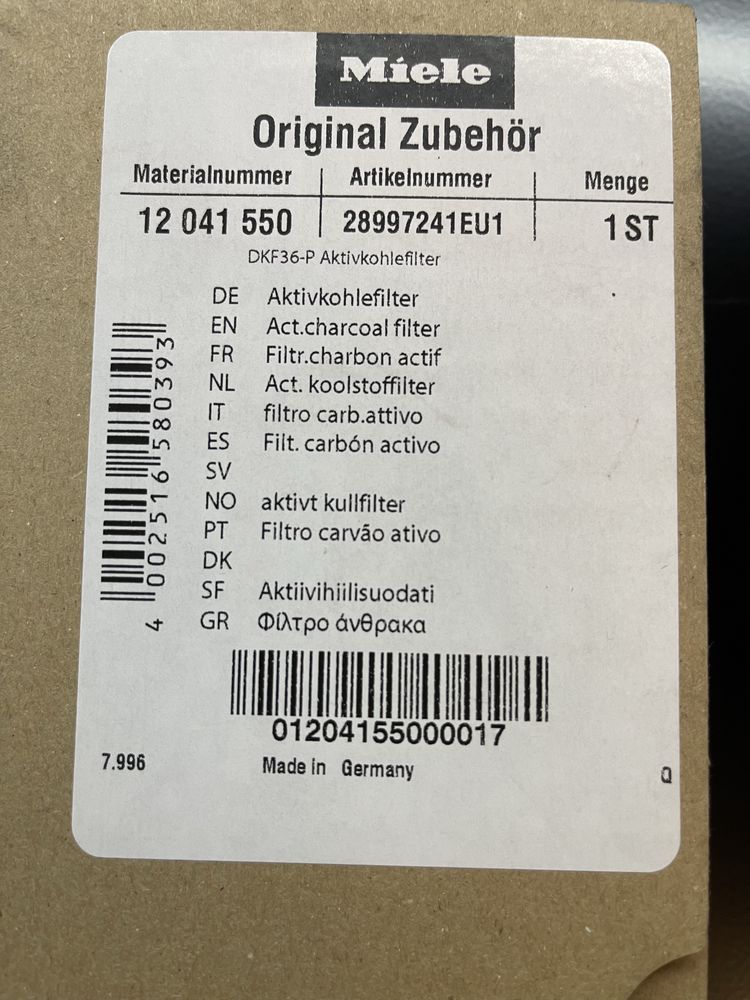 Miele
Original Zubehör
Materialnummer Artikelnummer Menge
12 041 550 28997241EU1 1 ST
DKF36-P Aktivkohlefilter
DE Aktivkohlefilter
EN Act.charcoal filter
FR Filtr.charbon actif
NL Act. koolstoffilter
IT filtro carb.attivo
ES Filt. carbón activo
SV
NO aktivt kullfilter
PT Filtro carvão ativo
DK
SF Aktiivihiilisuodati
GR Φίλτρο άνθρακα
4 002516 580393
01204155000017
7.996 Made in Germany a